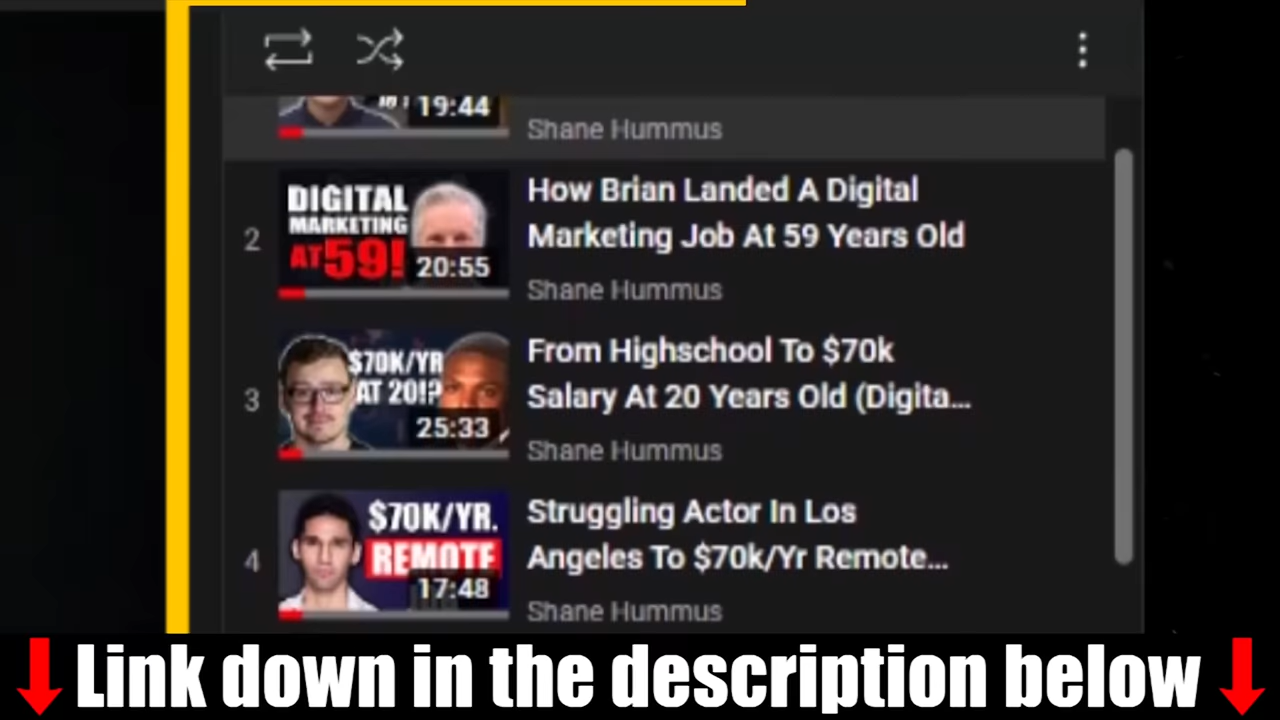 19:44
Shane Hummus
2
DIGITAL
MARKETING
AT 59!
20:55
How Brian Landed A Digital
Marketing Job At 59 Years Old
Shane Hummus
3
$70K/YR
AT 20!?
25:33
From Highschool To $70k
Salary At 20 Years Old (Digita...
Shane Hummus
4
$70K/YR.
REMOTE
17:48
Struggling Actor In Los
Angeles To $70k/Yr Remote...
Shane Hummus
Link down in the description below